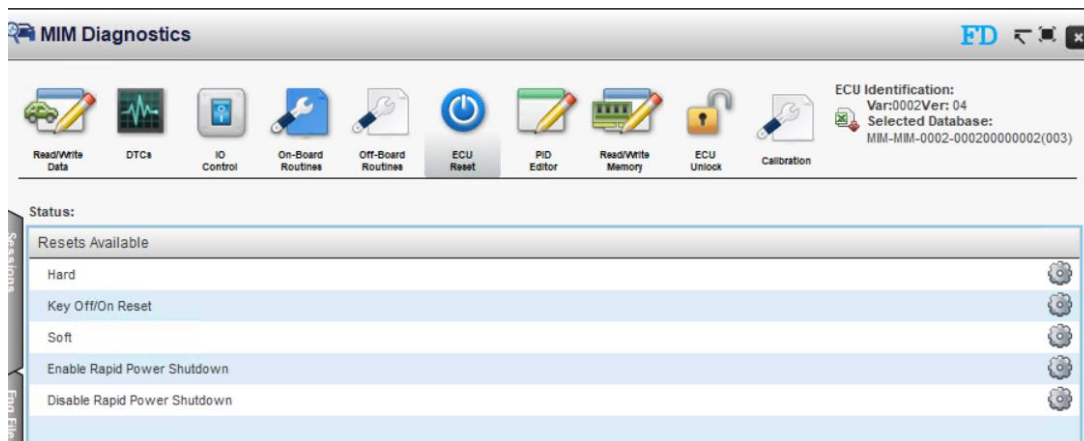 MIM Diagnostics
FD
Read/Write Data
DTCs
IO Control
On-Board Routines
Off-Board Routines
ECU Reset
PID Editor
Read/Write Memory
ECU Unlock
Calibration
ECU Identification:
Var:0002Ver: 04
Selected Database:
MIM-MIM-0002-000200000002(003)
Status:
Sessions
Resets Available
Hard
Key Off/On Reset
Soft
Enable Rapid Power Shutdown
Disable Rapid Power Shutdown
Eng File